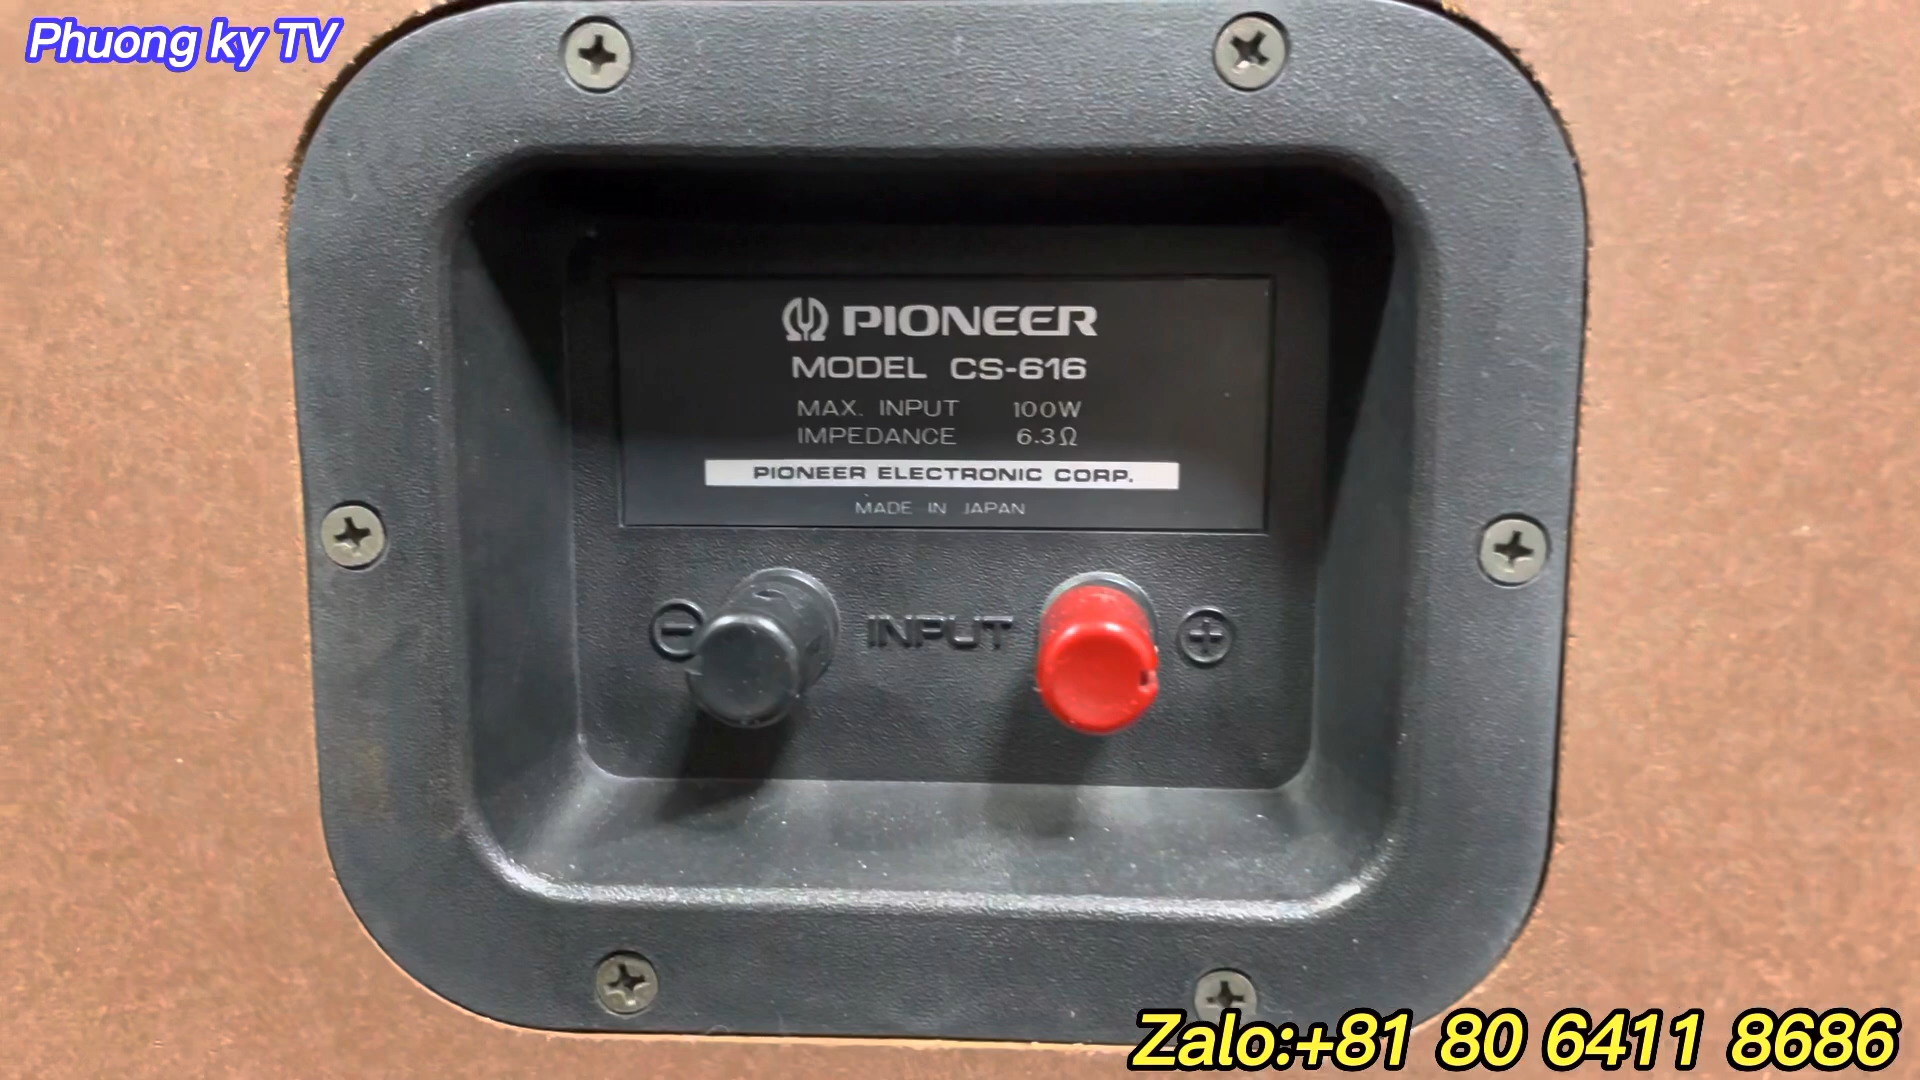 Phuong ky TV
PIONEER
MODEL CS-616
MAX. INPUT 100W
IMPEDANCE 6.3Ω
PIONEER ELECTRONIC CORP.
MADE IN JAPAN
⊖ INPUT ⊕
Zalo:+81 80 6411 8686